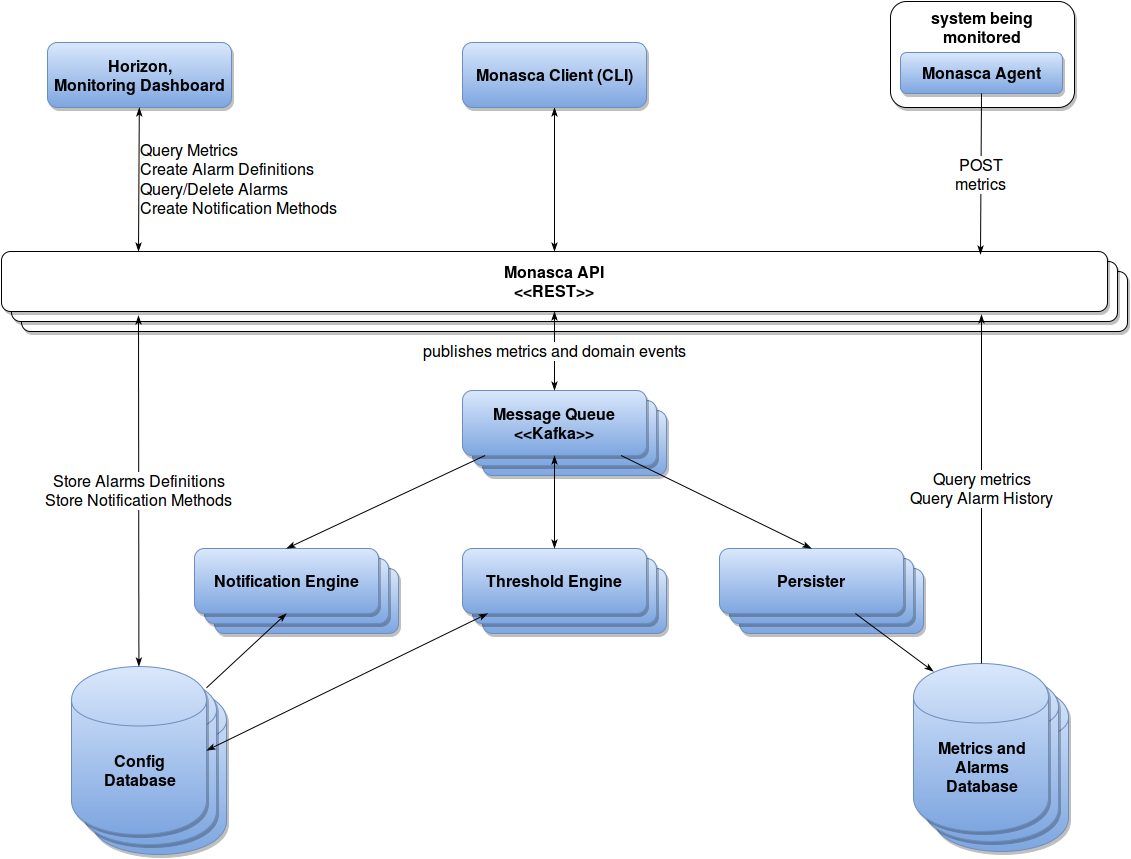 system being
monitored
Horizon,
Monitoring Dashboard
Monasca Client (CLI)
Monasca Agent
Query Metrics
Create Alarm Definitions
Query/Delete Alarms
Create Notification Methods
POST
metrics
Monasca API
<<REST>>
publishes metrics and domain events
Message Queue
<<Kafka>>
Store Alarms Definitions
Store Notification Methods
Query metrics
Query Alarm History
Notification Engine
Threshold Engine
Persister
Config
Database
Metrics and
Alarms
Database